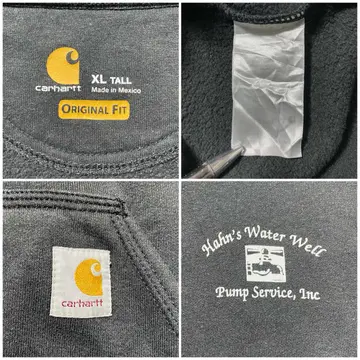 carhartt
XL TALL
Made in Mexico
ORIGINAL FIT
carhartt
Hahn's Water Well
Pump Service, Inc